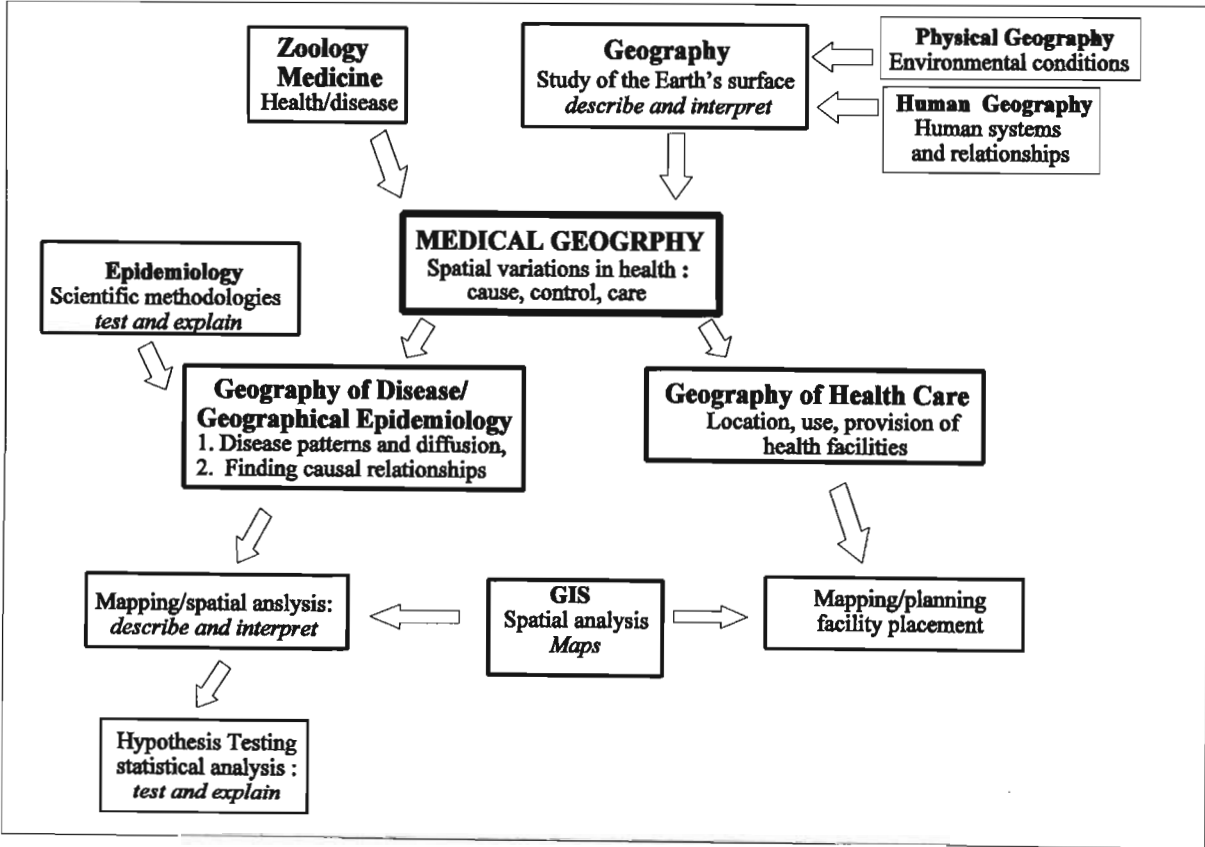 Zoology
Medicine
Health/disease
Geography
Study of the Earth's surface
describe and interpret
Physical Geography
Environmental conditions
Human Geography
Human systems
and relationships
MEDICAL GEOGRPHY
Spatial variations in health :
cause, control, care
Epidemiology
Scientific methodologies
test and explain
Geography of Disease/
Geographical Epidemiology
1. Disease patterns and diffusion,
2. Finding causal relationships
Geography of Health Care
Location, use, provision of
health facilities
Mapping/spatial anslysis:
describe and interpret
GIS
Spatial analysis
Maps
Mapping/planning
facility placement
Hypothesis Testing
statistical analysis :
test and explain